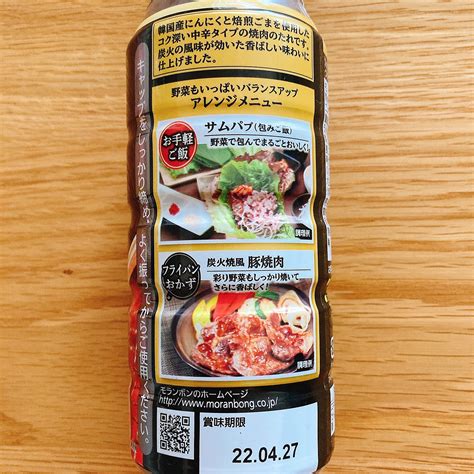 韓国産にんにくと焙煎ごまを使用した
コク深い中辛タイプの焼肉のたれです。
炭火の風味が効いた香ばしい味わいに
仕上げました。
野菜もいっぱいバランスアップ
アレンジメニュー
お手軽
ご飯
サムパブ(包みご飯)
野菜で包んでまるごとおいしく!
調理例
フライパン
おかず
炭火焼風 豚焼肉
彩り野菜もしっかり焼いて
さらに香ばしく!
調理例
モランボンのホームページ
http://www.moranbong.co.jp/
賞味期限
22.04.27
キャップをしっかり締め、よく振ってからご使用ください。